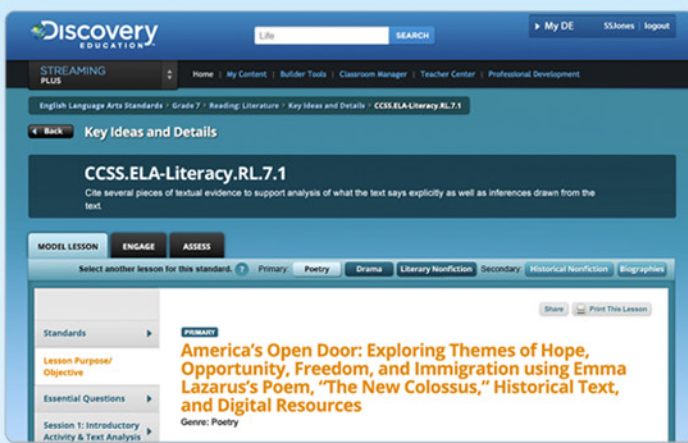 Discovery
EDUCATION
Life
SEARCH
My DE
SSJones | logout
STREAMING
PLUS
Home | My Content | Builder Tools | Classroom Manager | Teacher Center | Professional Development
English Language Arts Standards > Grade 7 > Reading: Literature > Key Ideas and Details > CCSS.ELA-Literacy.RL.7.1
Back
Key Ideas and Details
CCSS.ELA-Literacy.RL.7.1
Cite several pieces of textual evidence to support analysis of what the text says explicitly as well as inferences drawn from the
text.
MODEL LESSON
ENGAGE
ASSESS
Select another lesson for this standard. ? Primary: Poetry Drama Literary Nonfiction Secondary: Historical Nonfiction Biographies
Share
Print This Lesson
Standards
Lesson Purpose/
Objective
Essential Questions
Session 1: Introductory
Activity & Text Analysis
PRIMARY
America's Open Door: Exploring Themes of Hope,
Opportunity, Freedom, and Immigration using Emma
Lazarus's Poem, “The New Colossus,” Historical Text,
and Digital Resources
Genre: Poetry